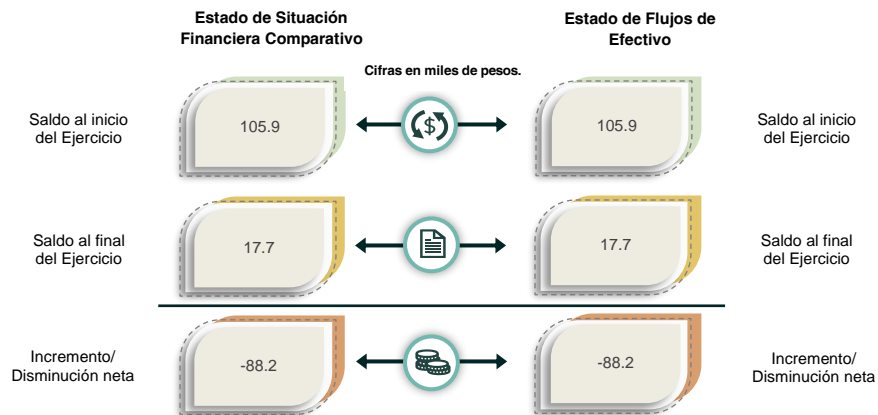 Estado de Situación
Financiera Comparativo
Estado de Flujos de
Efectivo
Cifras en miles de pesos.
Saldo al inicio
del Ejercicio
105.9
$
105.9
Saldo al inicio
del Ejercicio
Saldo al final
del Ejercicio
17.7
17.7
Saldo al final
del Ejercicio
Incremento/
Disminución neta
-88.2
-88.2
Incremento/
Disminución neta